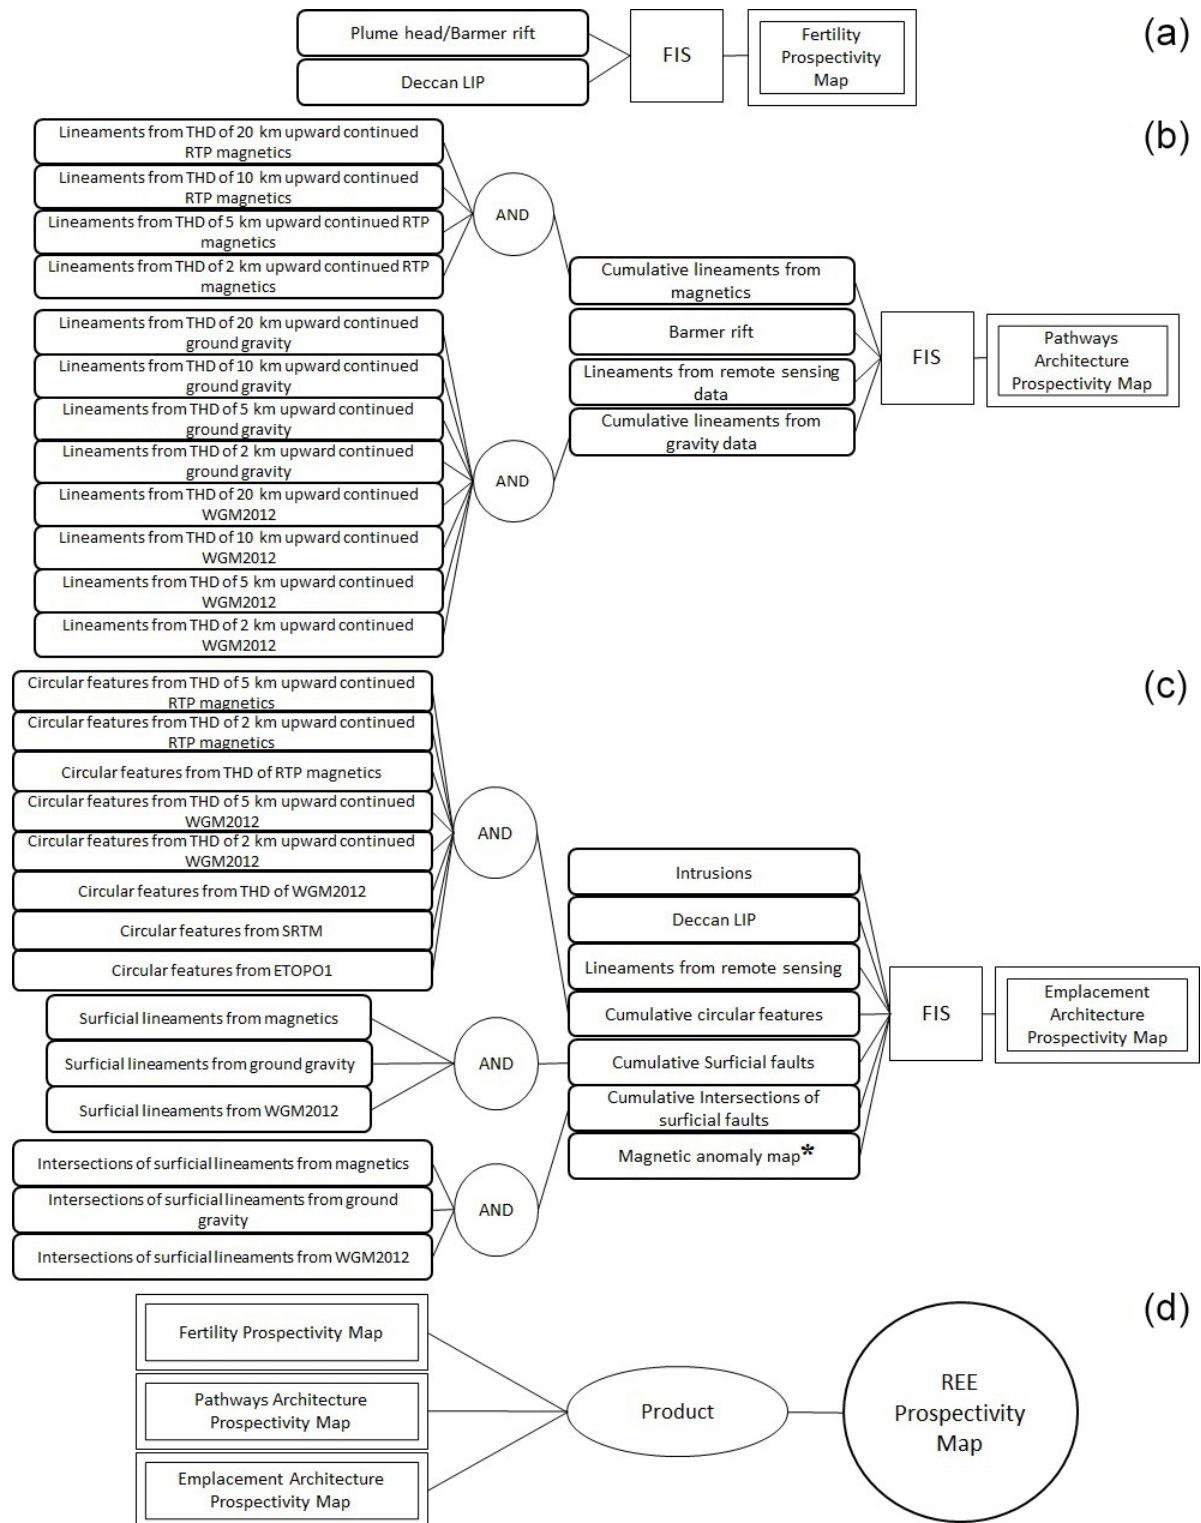 (a)
Plume head/Barmer rift
Deccan LIP
FIS
Fertility
Prospectivity
Map
(b)
Lineaments from THD of 20 km upward continued
RTP magnetics
Lineaments from THD of 10 km upward continued
RTP magnetics
Lineaments from THD of 5 km upward continued RTP
magnetics
Lineaments from THD of 2 km upward continued RTP
magnetics
AND
Lineaments from THD of 20 km upward continued
ground gravity
Lineaments from THD of 10 km upward continued
ground gravity
Lineaments from THD of 5 km upward continued
ground gravity
Lineaments from THD of 2 km upward continued
ground gravity
Lineaments from THD of 20 km upward continued
WGM2012
Lineaments from THD of 10 km upward continued
WGM2012
Lineaments from THD of 5 km upward continued
WGM2012
Lineaments from THD of 2 km upward continued
WGM2012
AND
Cumulative lineaments from
magnetics
Barmer rift
Lineaments from remote sensing
data
Cumulative lineaments from
gravity data
FIS
Pathways
Architecture
Prospectivity Map
(c)
Circular features from THD of 5 km upward continued
RTP magnetics
Circular features from THD of 2 km upward continued
RTP magnetics
Circular features from THD of RTP magnetics
Circular features from THD of 5 km upward continued
WGM2012
Circular features from THD of 2 km upward continued
WGM2012
Circular features from THD of WGM2012
Circular features from SRTM
Circular features from ETOPO1
AND
Surficial lineaments from magnetics
Surficial lineaments from ground gravity
Surficial lineaments from WGM2012
AND
Intersections of surficial lineaments from magnetics
Intersections of surficial lineaments from ground
gravity
Intersections of surficial lineaments from WGM2012
AND
Intrusions
Deccan LIP
Lineaments from remote sensing
Cumulative circular features
Cumulative Surficial faults
Cumulative Intersections of
surficial faults
Magnetic anomaly map*
FIS
Emplacement
Architecture
Prospectivity Map
(d)
Fertility Prospectivity Map
Pathways Architecture
Prospectivity Map
Emplacement Architecture
Prospectivity Map
Product
REE
Prospectivity
Map